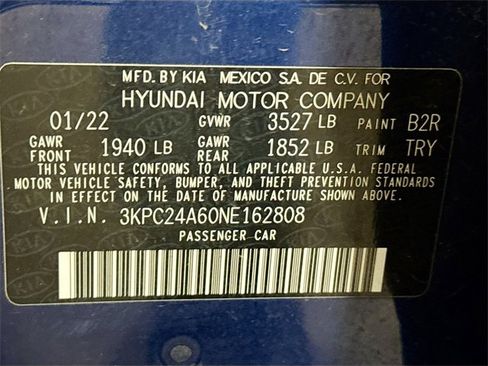 MFD. BY KIA MEXICO S.A. DE C.V. FOR
HYUNDAI MOTOR COMPANY
01/22 GVWR 3527 LB PAINT B2R
GAWR FRONT 1940 LB GAWR REAR 1852 LB TRIM TRY
THIS VEHICLE CONFORMS TO ALL APPLICABLE U.S.A. FEDERAL
MOTOR VEHICLE SAFETY, BUMPER, AND THEFT PREVENTION STANDARDS
IN EFFECT ON THE DATE OF MANUFACTURE SHOWN ABOVE.
V.I.N. 3KPC24A60NE162808
PASSENGER CAR